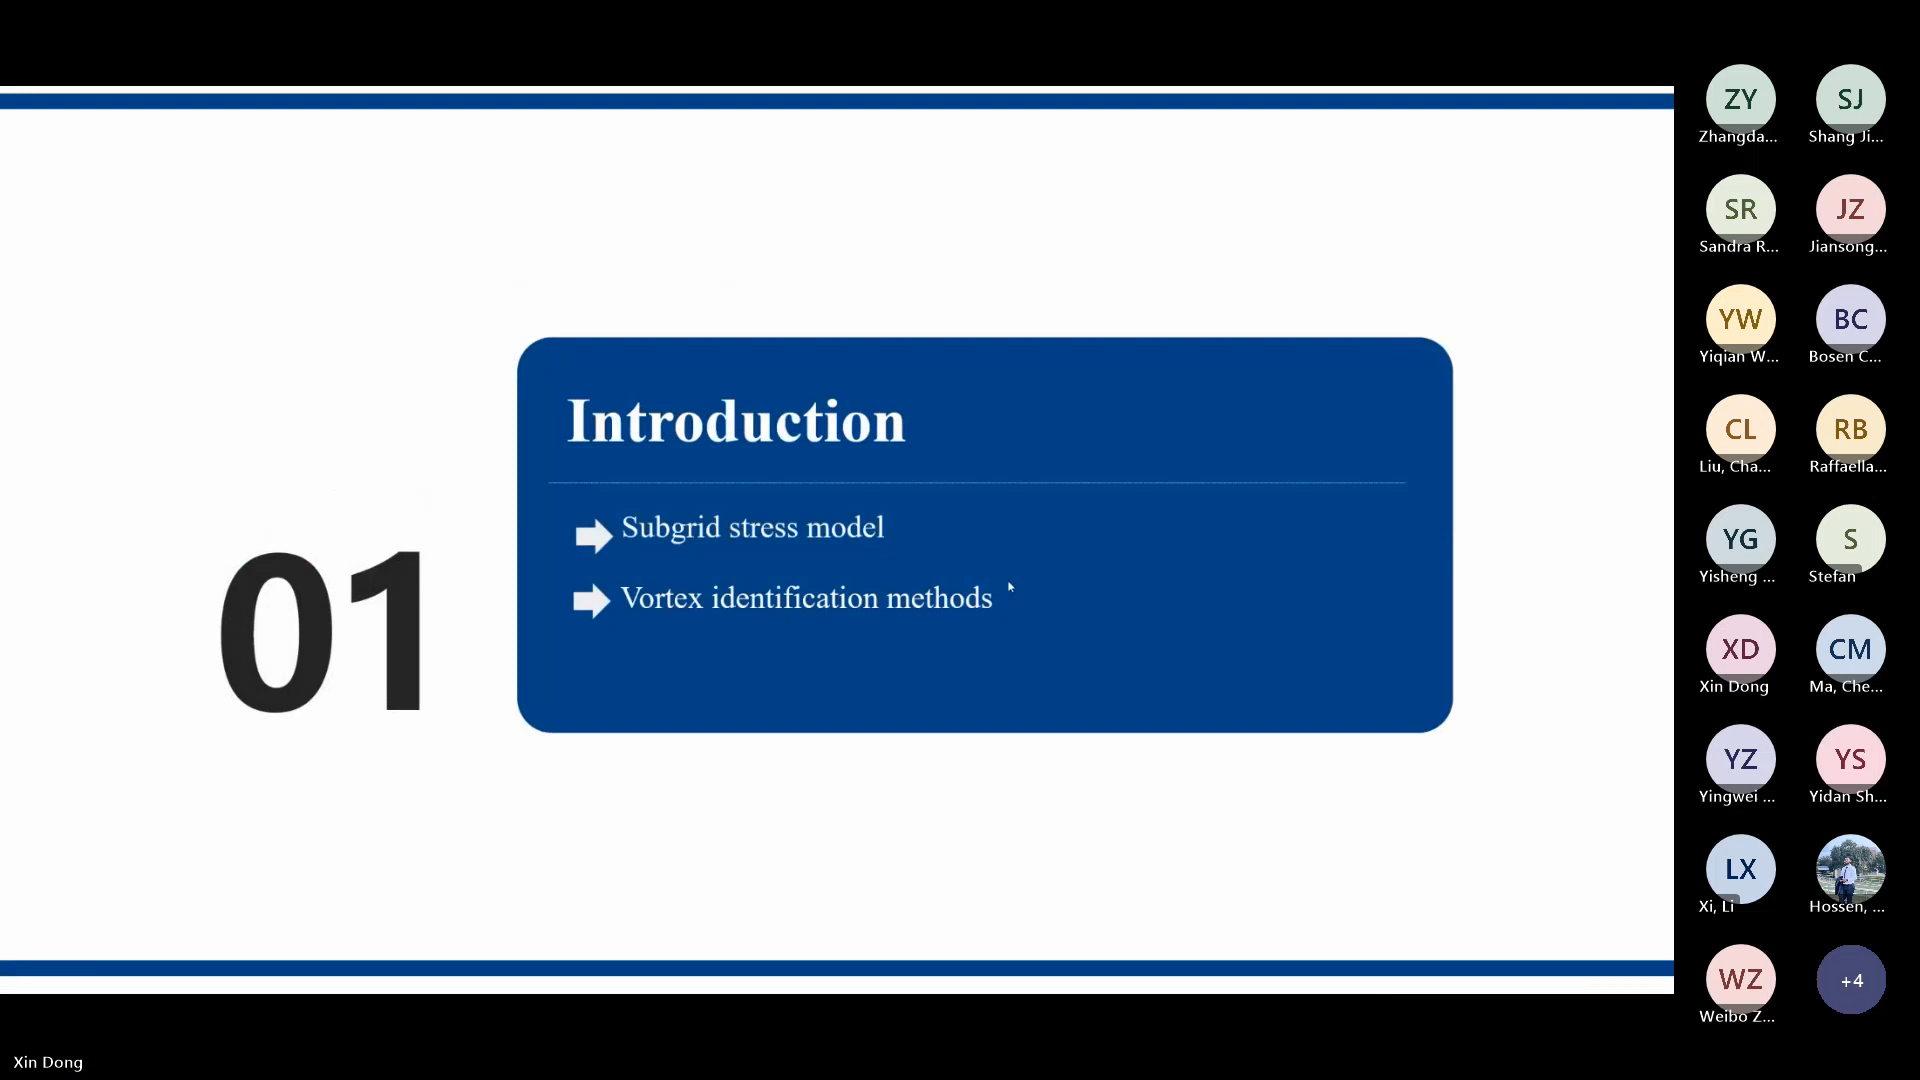 01
Introduction
Subgrid stress model
Vortex identification methods
ZY
Zhangda...
SJ
Shang Ji...
SR
Sandra R...
JZ
Jiansong...
YW
Yiqian W...
BC
Bosen C...
CL
Liu, Cha...
RB
Raffaella...
YG
Yisheng ...
S
Stefan
XD
Xin Dong
CM
Ma, Che...
YZ
Yingwei ...
YS
Yidan Sh...
LX
Xi, Li
Hossen, ...
WZ
Weibo Z...
+4
Xin Dong